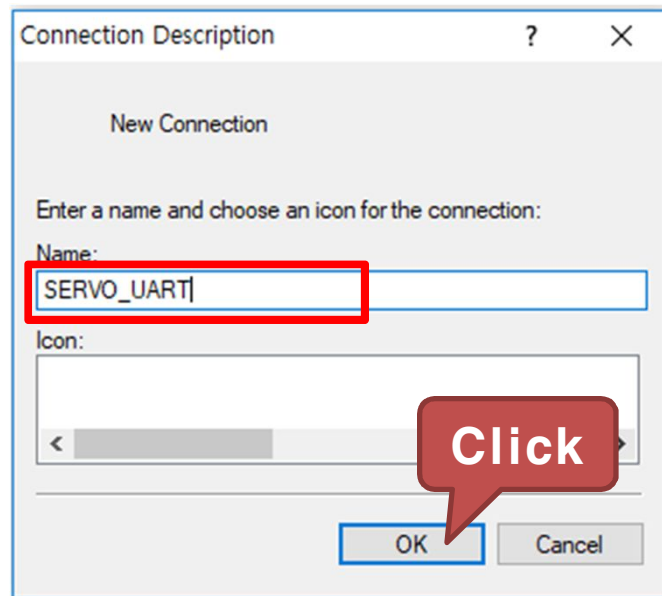 Connection Description
New Connection
Enter a name and choose an icon for the connection:
Name:
SERVO_UART
Icon:
Click
OK Cancel